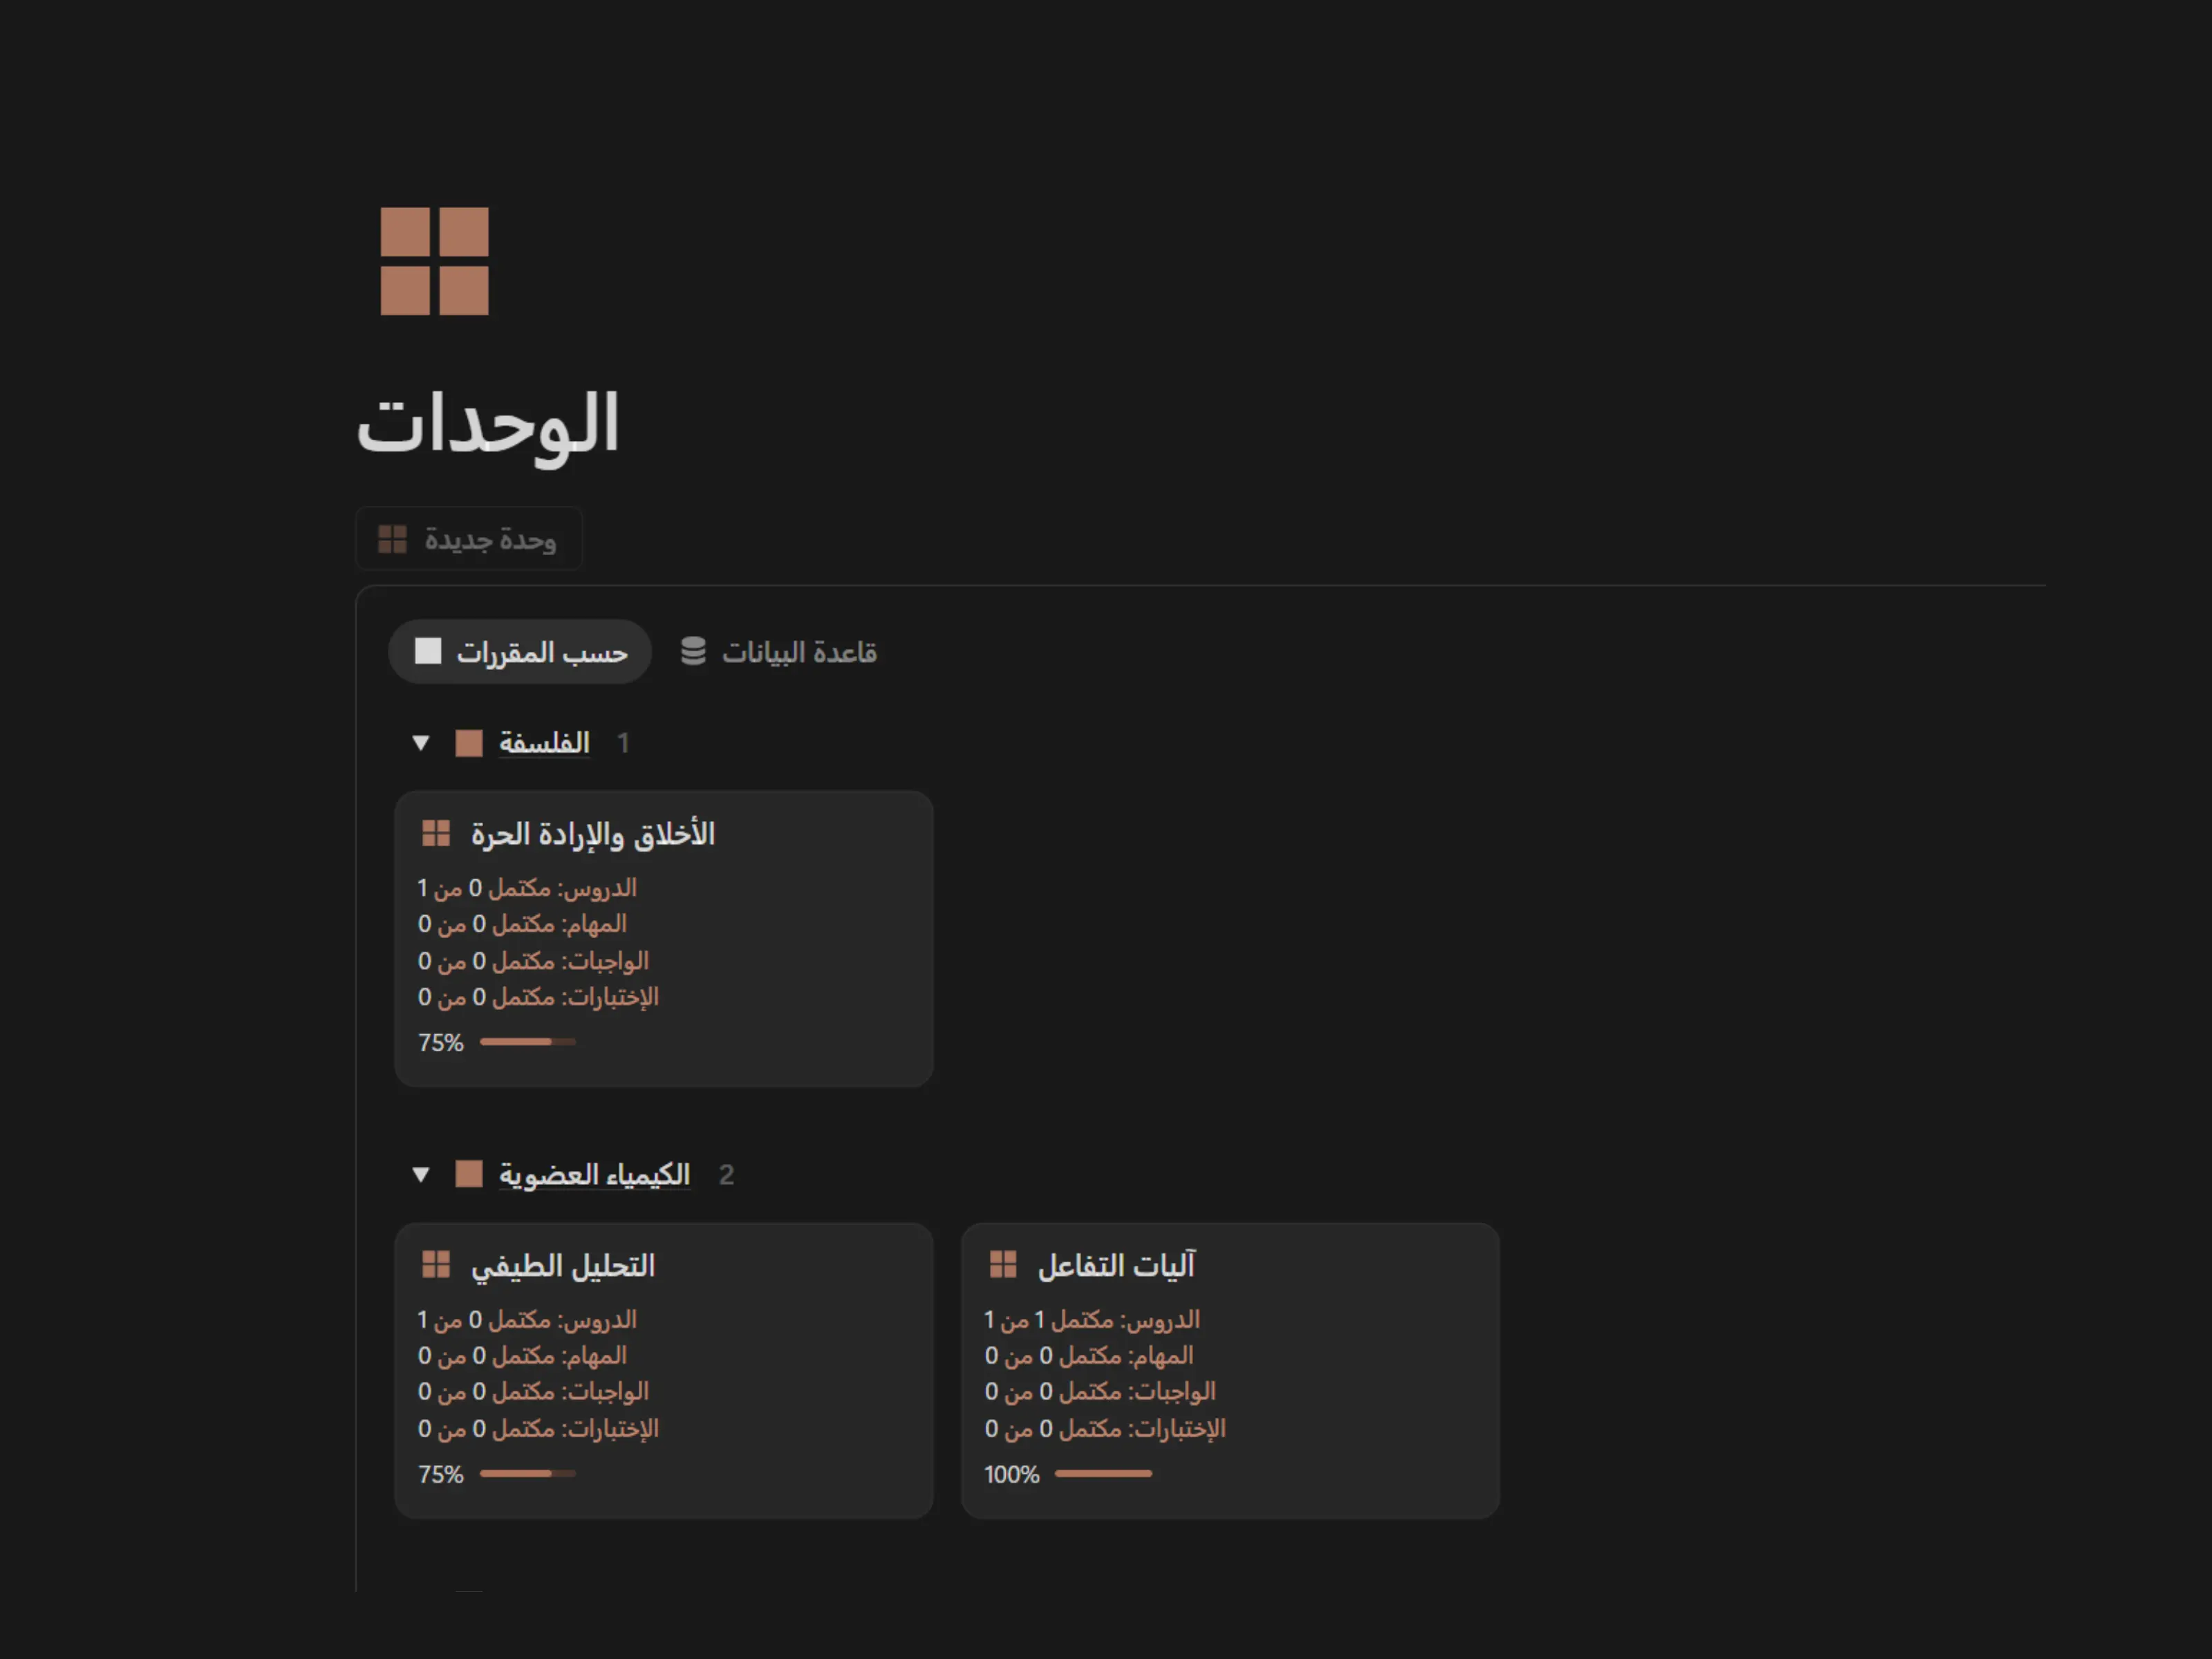 الوحدات
وحدة جديدة
حسب المقررات
قاعدة البيانات
الفلسفة 1
الأخلاق والإرادة الحرة
الدروس: مكتمل 0 من 1
المهام: مكتمل 0 من 0
الواجبات: مكتمل 0 من 0
الإختبارات: مكتمل 0 من 0
75%
الكيمياء العضوية 2
التحليل الطيفي
الدروس: مكتمل 0 من 1
المهام: مكتمل 0 من 0
الواجبات: مكتمل 0 من 0
الإختبارات: مكتمل 0 من 0
75%
آليات التفاعل
الدروس: مكتمل 1 من 1
المهام: مكتمل 0 من 0
الواجبات: مكتمل 0 من 0
الإختبارات: مكتمل 0 من 0
100%